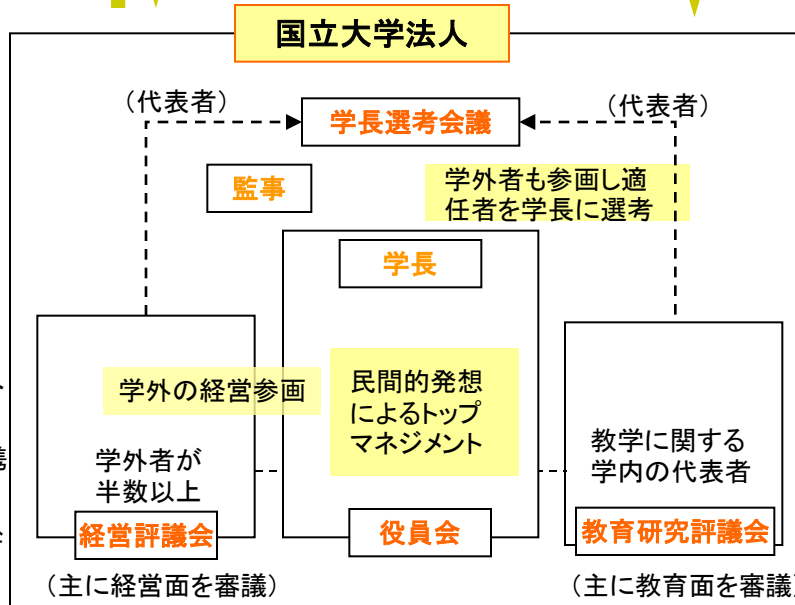 国立大学法人
（代表者）
（代表者）
学長選考会議
監事
学外者も参画し適
任者を学長に選考
学長
学外の経営参画
民間的発想
によるトップ
マネジメント
学外者が
半数以上
教学に関する
学内の代表者
経営評議会
役員会
教育研究評議会
（主に経営面を審議）
（主に教育面を審議）